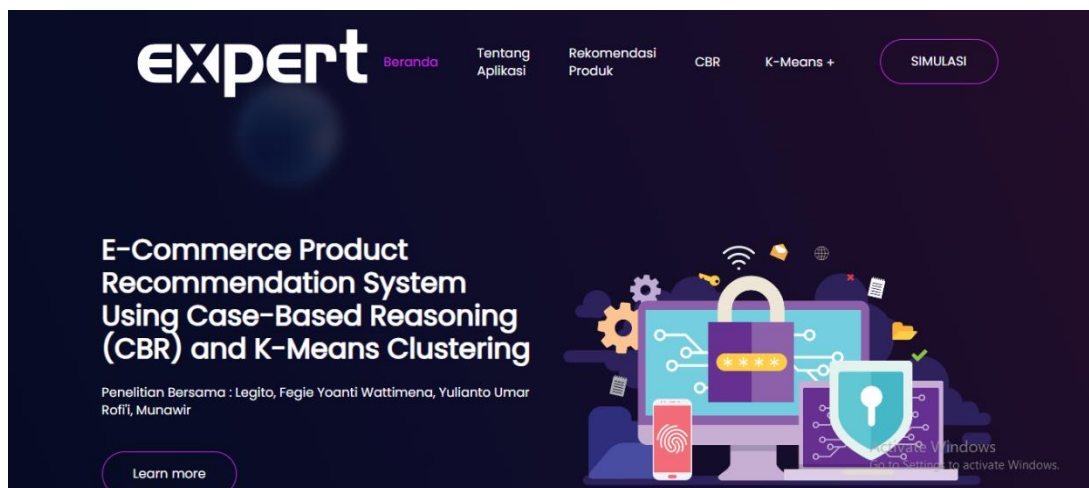 expert
Beranda
Tentang
Aplikasi
Rekomendasi
Produk
CBR
K-Means +
SIMULASI
E-Commerce Product
Recommendation System
Using Case-Based Reasoning
(CBR) and K-Means Clustering
Penelitian Bersama : Legito, Fegie Yoanti Wattimena, Yulianto Umar
Rofi'i, Munawir
Learn more
****
Activate Windows
Go to Settings to activate Windows.